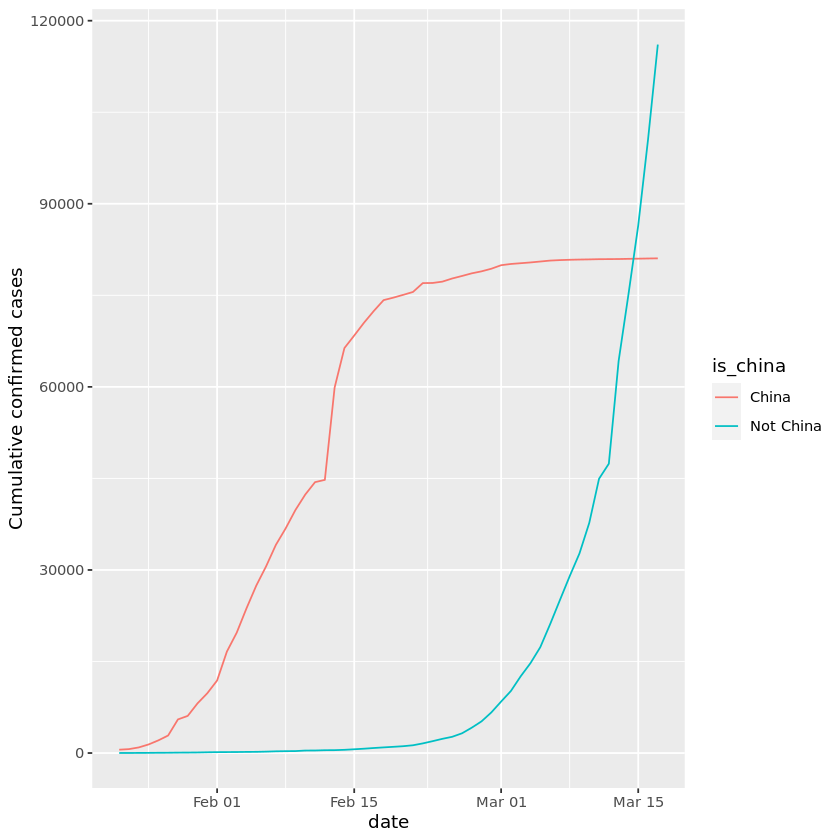 120000
90000
60000
30000
0
Cumulative confirmed cases
Feb 01
Feb 15
Mar 01
Mar 15
date
is_china
China
Not China